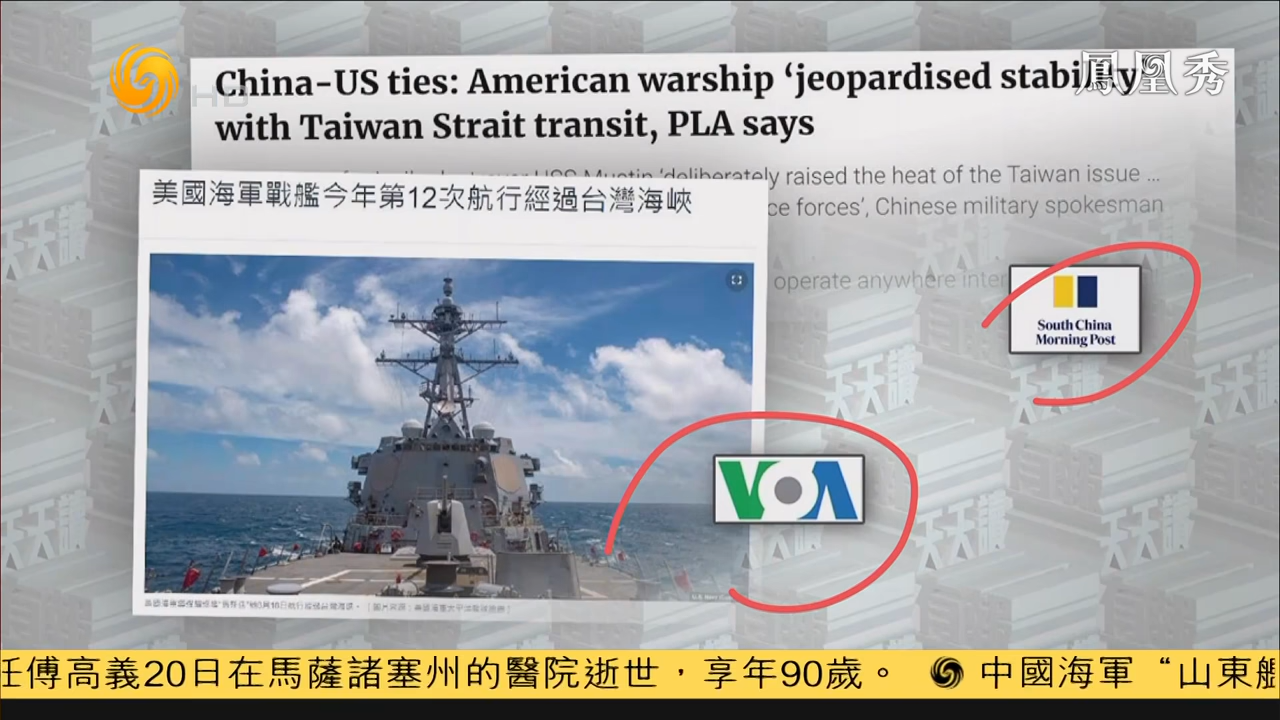 鳳凰秀
HD
China-US ties: American warship ‘jeopardised stability’
with Taiwan Strait transit, PLA says
USS Mustin ‘deliberately raised the heat of the Taiwan issue ...
ce forces’, Chinese military spokesman
operate anywhere inter
美國海軍戰艦今年第12次航行經過台灣海峽
South China
Morning Post
VOA
天天讀
任傅高義20日在馬薩諸塞州的醫院逝世，享年90歲。 中國海軍“山東艦